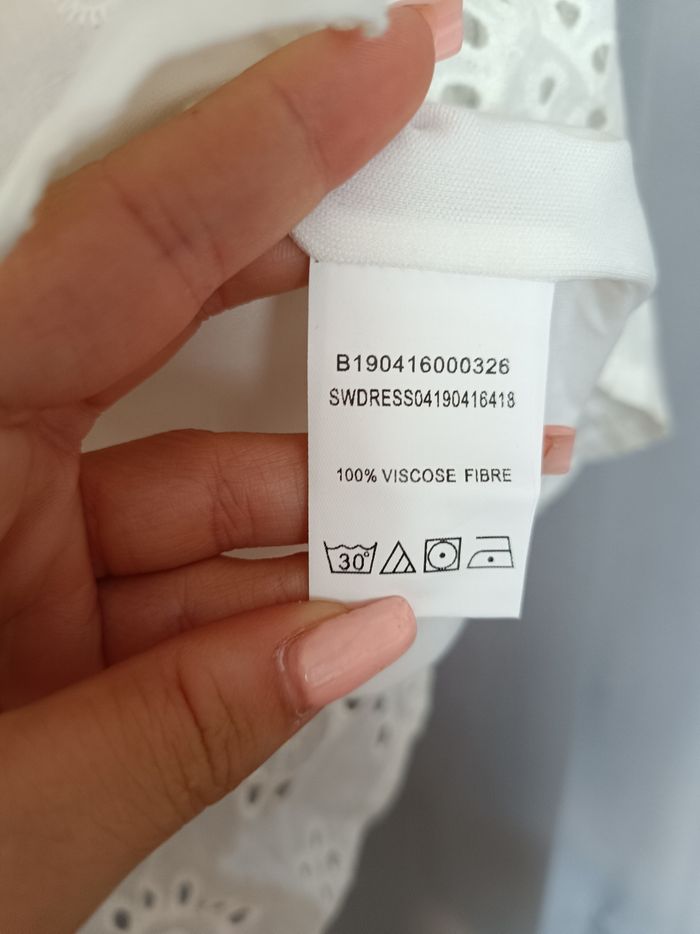 B190416000326
SWDRESS04190416418
100% VISCOSE FIBRE
30°